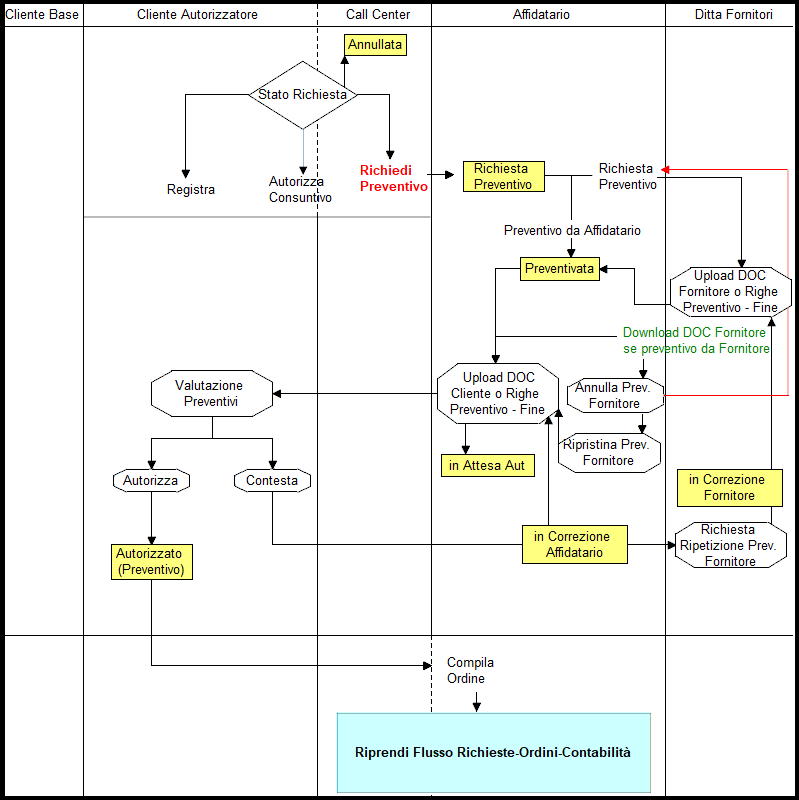 Cliente Base
Cliente Autorizzatore
Call Center
Affidatario
Ditta Fornitori
Annullata
Stato Richiesta
Registra
Autorizza
Consuntivo
Richiedi
Preventivo
Richiesta
Preventivo
Richiesta
Preventivo
Preventivo da Affidatario
Preventivata
Upload DOC
Fornitore o Righe
Preventivo - Fine
Download DOC Fornitore
se preventivo da Fornitore
Valutazione
Preventivi
Upload DOC
Cliente o Righe
Preventivo - Fine
Annulla Prev.
Fornitore
Ripristina Prev.
Fornitore
in Attesa Aut
Autorizza
Contesta
in Correzione
Fornitore
Autorizzato
(Preventivo)
in Correzione
Affidatario
Richiesta
Ripetizione Prev.
Fornitore
Compila
Ordine
Riprendi Flusso Richieste-Ordini-Contabilità